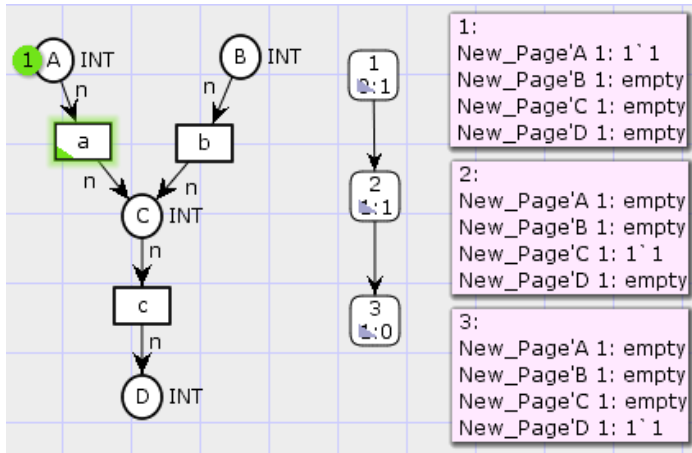 1 A INT
B INT
n
n
a
b
n
n
C INT
n
c
n
D INT
1
0:1
2
1:1
3
1:0
1:
New_Page'A 1: 1`1
New_Page'B 1: empty
New_Page'C 1: empty
New_Page'D 1: empty
2:
New_Page'A 1: empty
New_Page'B 1: empty
New_Page'C 1: 1`1
New_Page'D 1: empty
3:
New_Page'A 1: empty
New_Page'B 1: empty
New_Page'C 1: empty
New_Page'D 1: 1`1